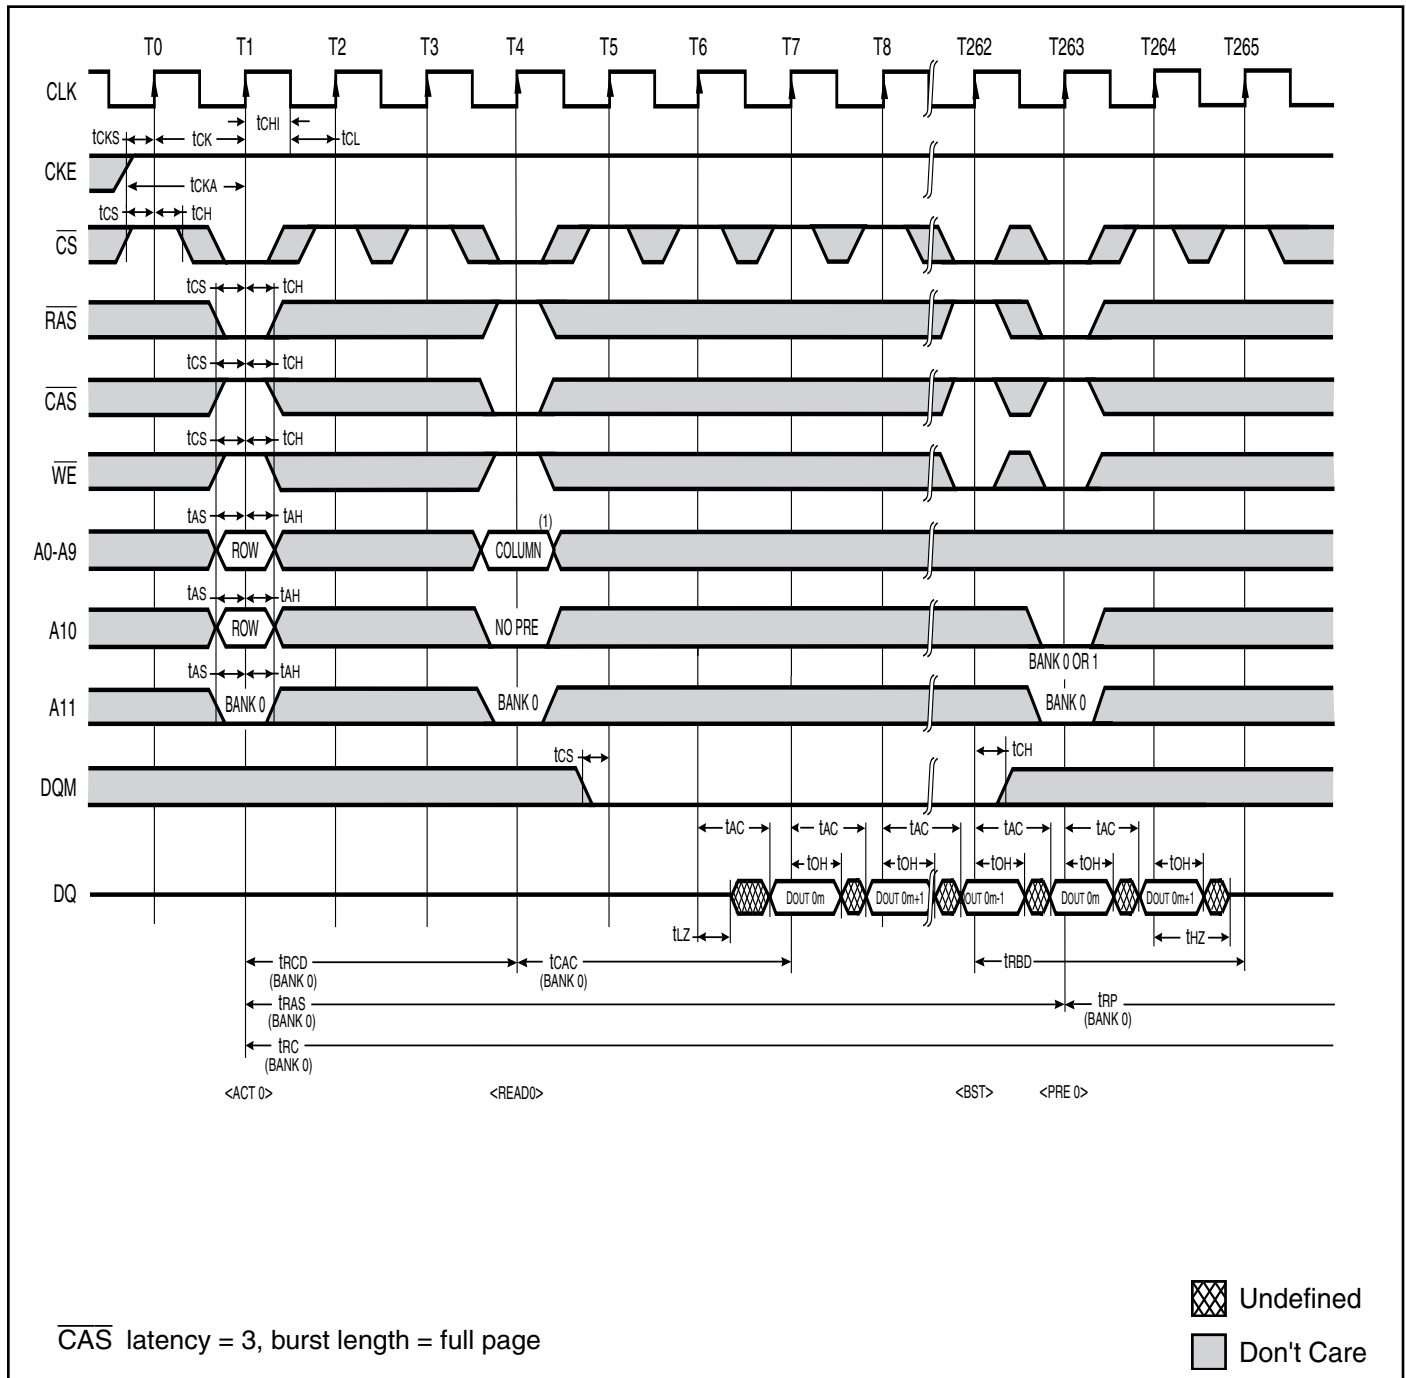 T0 T1 T2 T3 T4 T5 T6 T7 T8 T262 T263 T264 T265
CLK
tCHI
tCKS tCK tCL
CKE
tCKA
tCS tCH
CS
tCS tCH
RAS
tCS tCH
CAS
tCS tCH
WE
tAS tAH (1)
A0-A9 ROW COLUMN
tAS tAH
A10 ROW NO PRE
BANK 0 OR 1
tAS tAH
A11 BANK 0 BANK 0 BANK 0
tCS tCH
DQM
tAC tAC tAC tAC tAC
tOH tOH tOH tOH tOH
DQ DOUT 0m DOUT 0m+1 OUT 0m-1 DOUT 0m DOUT 0m+1
tLZ tHZ
tRCD tCAC tRBD
(BANK 0) (BANK 0)
tRAS tRP
(BANK 0) (BANK 0)
tRC
(BANK 0)
<ACT 0> <READ0> <BST> <PRE 0>
Undefined
CAS latency = 3, burst length = full page
Don't Care